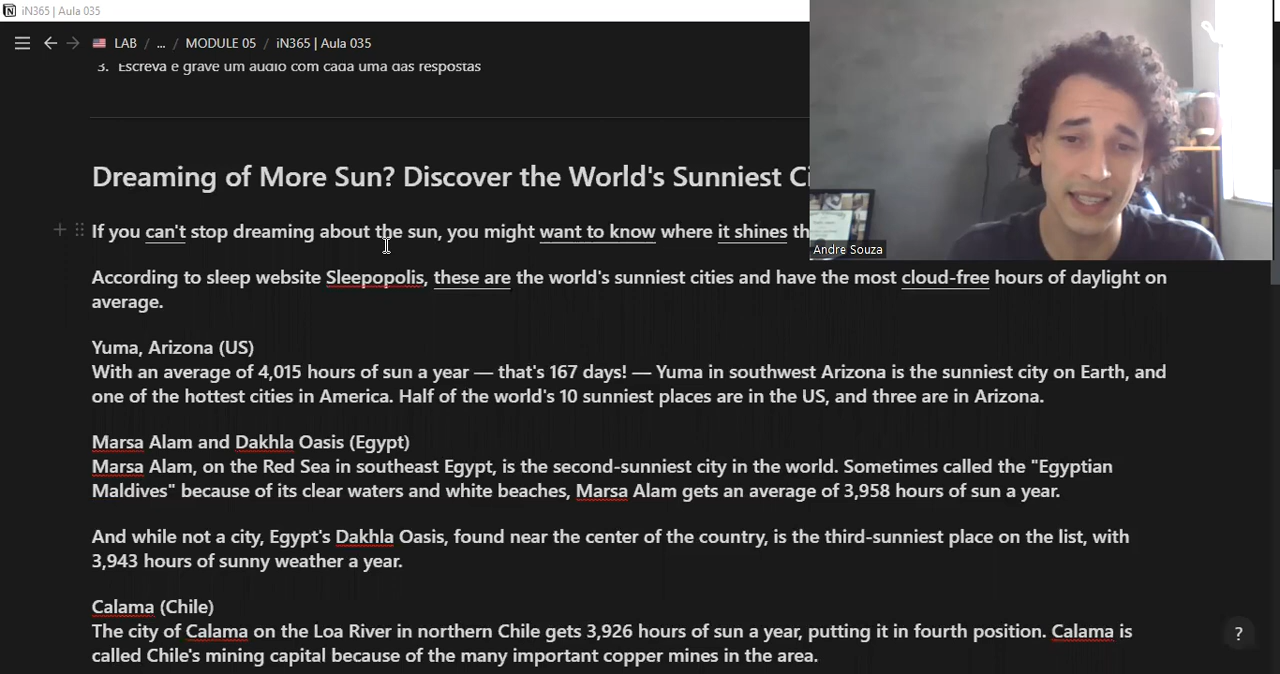 iN365 | Aula 035
LAB / ... / MODULE 05 / iN365 | Aula 035
3. Escreva e grave um áudio com cada uma das respostas
Dreaming of More Sun? Discover the World's Sunniest Ci
If you can't stop dreaming about the sun, you might want to know where it shines th
Andre Souza
According to sleep website Sleepopolis, these are the world's sunniest cities and have the most cloud-free hours of daylight on
average.
Yuma, Arizona (US)
With an average of 4,015 hours of sun a year — that's 167 days! — Yuma in southwest Arizona is the sunniest city on Earth, and
one of the hottest cities in America. Half of the world's 10 sunniest places are in the US, and three are in Arizona.
Marsa Alam and Dakhla Oasis (Egypt)
Marsa Alam, on the Red Sea in southeast Egypt, is the second-sunniest city in the world. Sometimes called the "Egyptian
Maldives" because of its clear waters and white beaches, Marsa Alam gets an average of 3,958 hours of sun a year.
And while not a city, Egypt's Dakhla Oasis, found near the center of the country, is the third-sunniest place on the list, with
3,943 hours of sunny weather a year.
Calama (Chile)
The city of Calama on the Loa River in northern Chile gets 3,926 hours of sun a year, putting it in fourth position. Calama is
called Chile's mining capital because of the many important copper mines in the area.
?